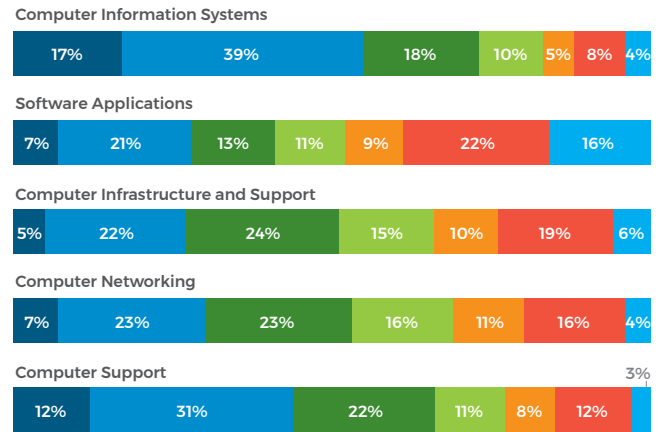 Computer Information Systems
17% 39% 18% 10% 5% 8% 4%
Software Applications
7% 21% 13% 11% 9% 22% 16%
Computer Infrastructure and Support
5% 22% 24% 15% 10% 19% 6%
Computer Networking
7% 23% 23% 16% 11% 16% 4%
Computer Support
3%
12% 31% 22% 11% 8% 12%